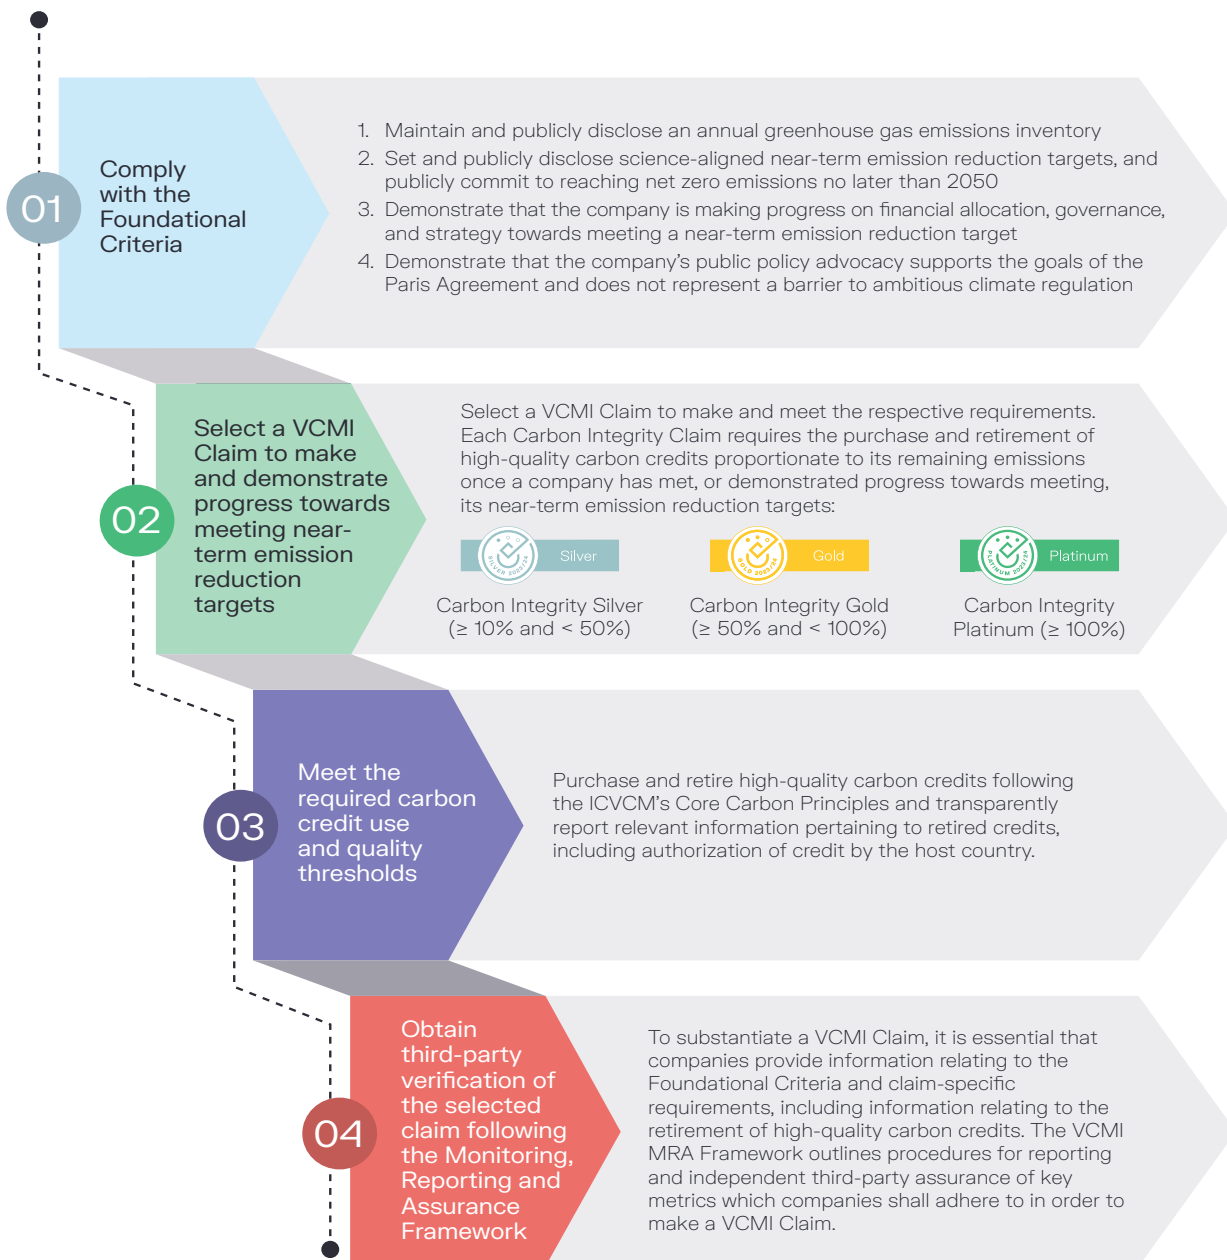 01
Comply
with the
Foundational
Criteria
1. Maintain and publicly disclose an annual greenhouse gas emissions inventory
2. Set and publicly disclose science-aligned near-term emission reduction targets, and
publicly commit to reaching net zero emissions no later than 2050
3. Demonstrate that the company is making progress on financial allocation, governance,
and strategy towards meeting a near-term emission reduction target
4. Demonstrate that the company's public policy advocacy supports the goals of the
Paris Agreement and does not represent a barrier to ambitious climate regulation
02
Select a VCMI
Claim to make
and demonstrate
progress towards
meeting near-
term emission
reduction
targets
Select a VCMI Claim to make and meet the respective requirements.
Each Carbon Integrity Claim requires the purchase and retirement of
high-quality carbon credits proportionate to its remaining emissions
once a company has met, or demonstrated progress towards meeting,
its near-term emission reduction targets:
SILVER 2023/24
Silver
Carbon Integrity Silver
(≥ 10% and < 50%)
GOLD 2023/24
Gold
Carbon Integrity Gold
(≥ 50% and < 100%)
PLATINUM 2023/24
Platinum
Carbon Integrity
Platinum (≥ 100%)
03
Meet the
required carbon
credit use
and quality
thresholds
Purchase and retire high-quality carbon credits following
the ICVCM's Core Carbon Principles and transparently
report relevant information pertaining to retired credits,
including authorization of credit by the host country.
04
Obtain
third-party
verification of
the selected
claim following
the Monitoring,
Reporting and
Assurance
Framework
To substantiate a VCMI Claim, it is essential that
companies provide information relating to the
Foundational Criteria and claim-specific
requirements, including information relating to the
retirement of high-quality carbon credits. The VCMI
MRA Framework outlines procedures for reporting
and independent third-party assurance of key
metrics which companies shall adhere to in order to
make a VCMI Claim.